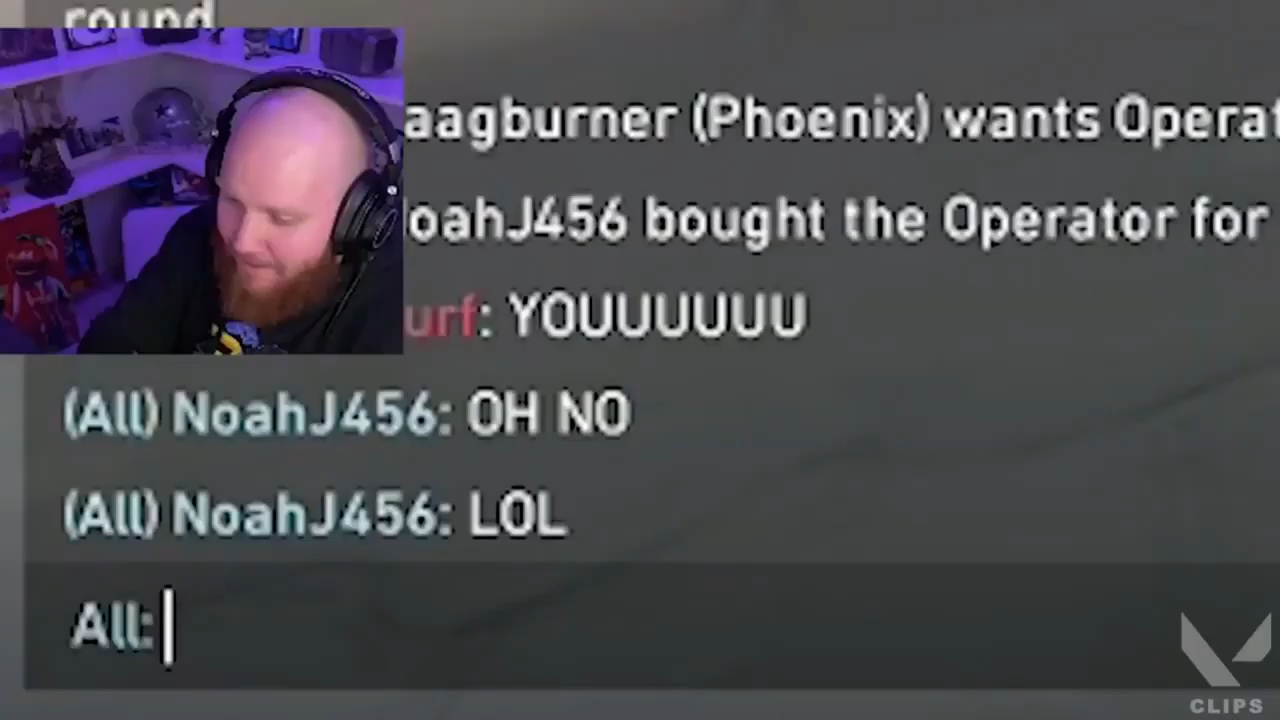 round
aagburner (Phoenix) wants Operat
oahJ456 bought the Operator for
urf: YOUUUUUU
(All) NoahJ456: OH NO
(All) NoahJ456: LOL
All:
CLIPS